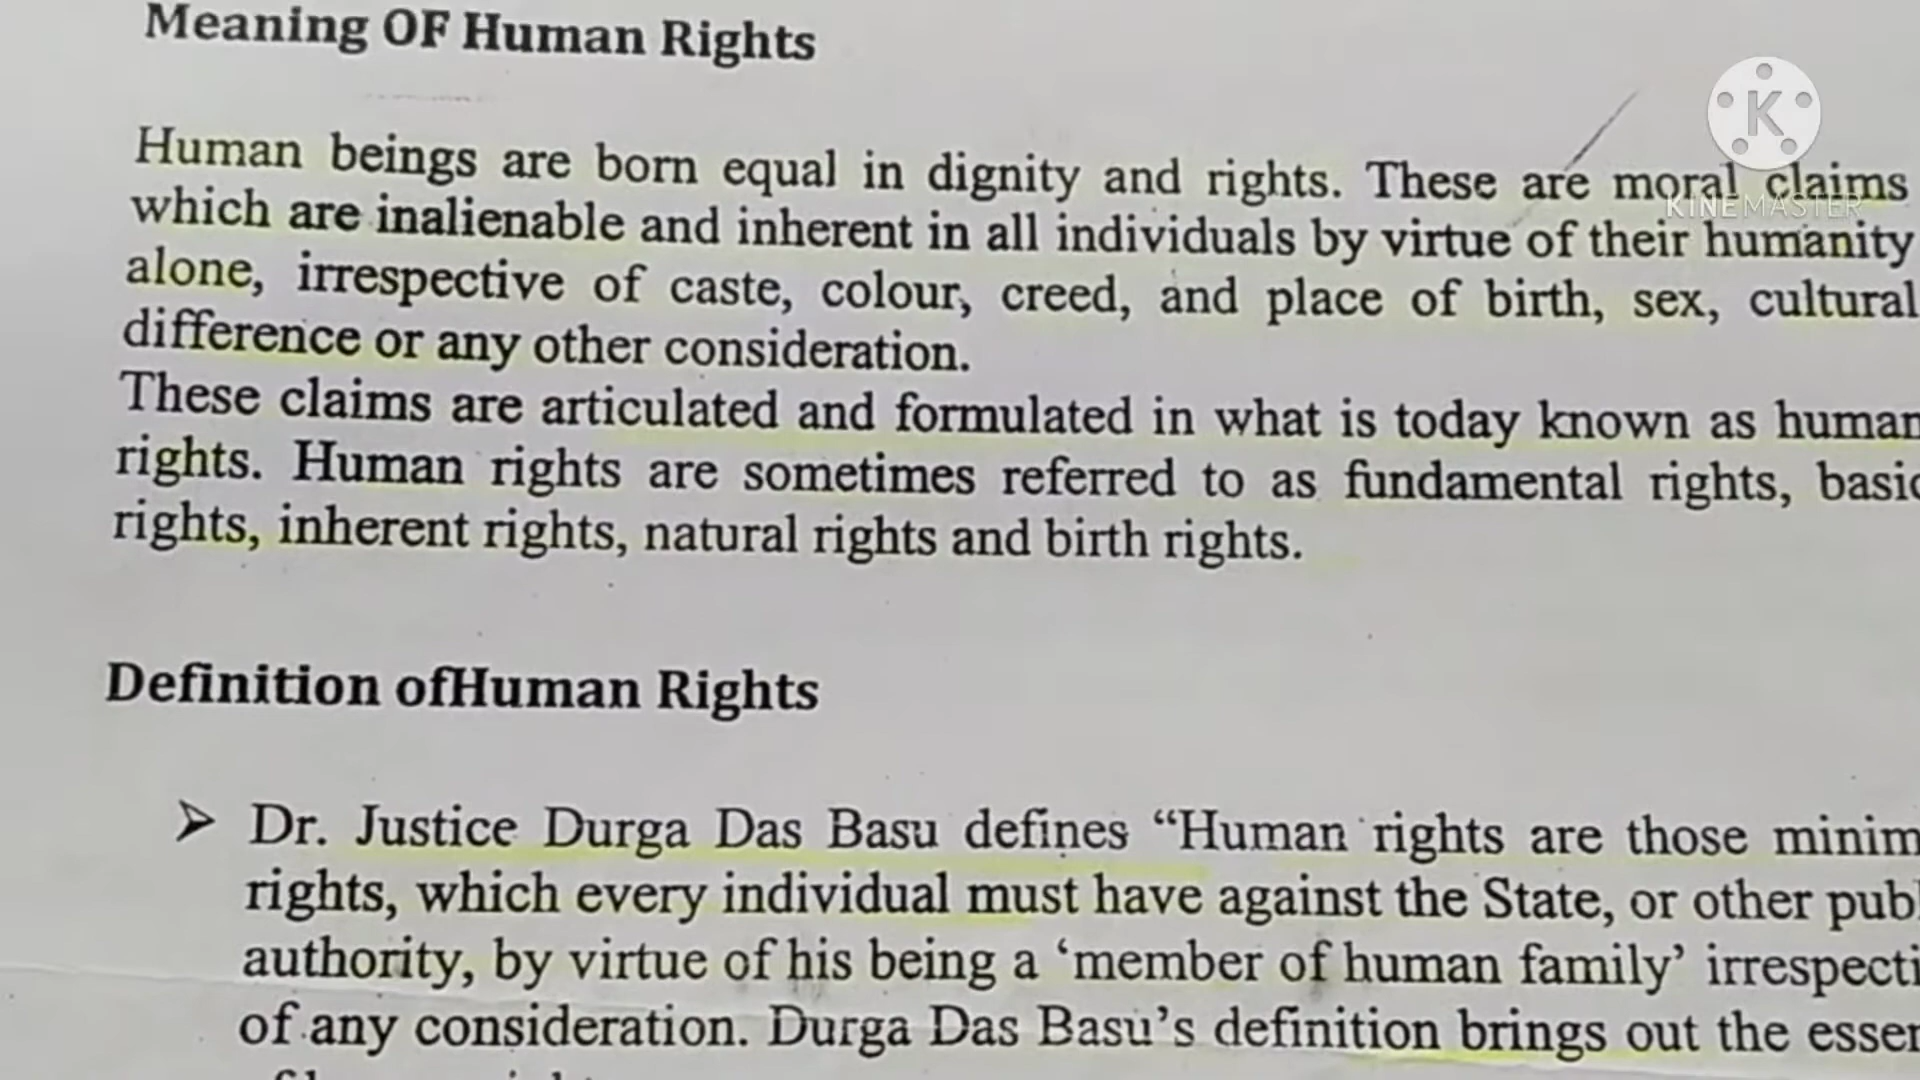 Meaning OF Human Rights
K
KINEMASTER
Human beings are born equal in dignity and rights. These are moral claims
which are inalienable and inherent in all individuals by virtue of their humanity
alone, irrespective of caste, colour, creed, and place of birth, sex, cultural
difference or any other consideration.
These claims are articulated and formulated in what is today known as human
rights. Human rights are sometimes referred to as fundamental rights, basic
rights, inherent rights, natural rights and birth rights.
Definition ofHuman Rights
➢ Dr. Justice Durga Das Basu defines “Human rights are those minim
rights, which every individual must have against the State, or other publ
authority, by virtue of his being a ‘member of human family’ irrespecti
of any consideration. Durga Das Basu’s definition brings out the essen